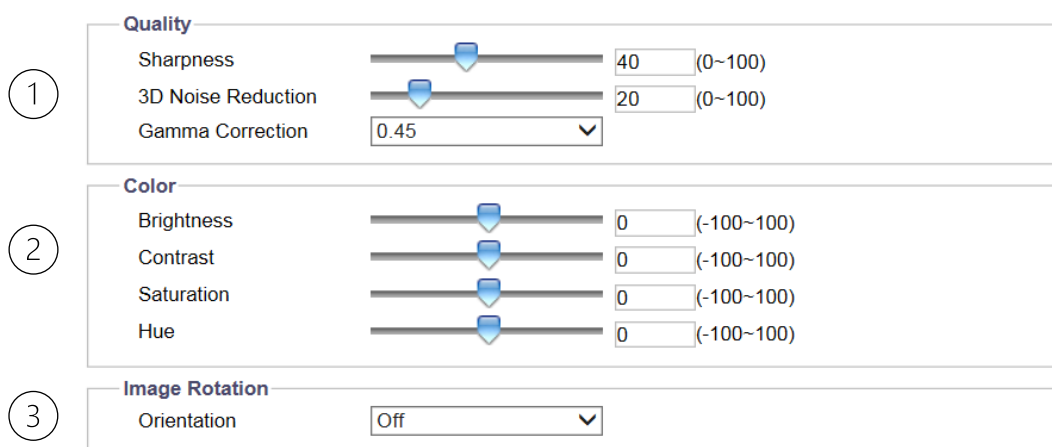 Quality
Sharpness 40 (0~100)
1
3D Noise Reduction 20 (0~100)
Gamma Correction 0.45
Color
Brightness 0 (-100~100)
2
Contrast 0 (-100~100)
Saturation 0 (-100~100)
Hue 0 (-100~100)
Image Rotation
3
Orientation Off